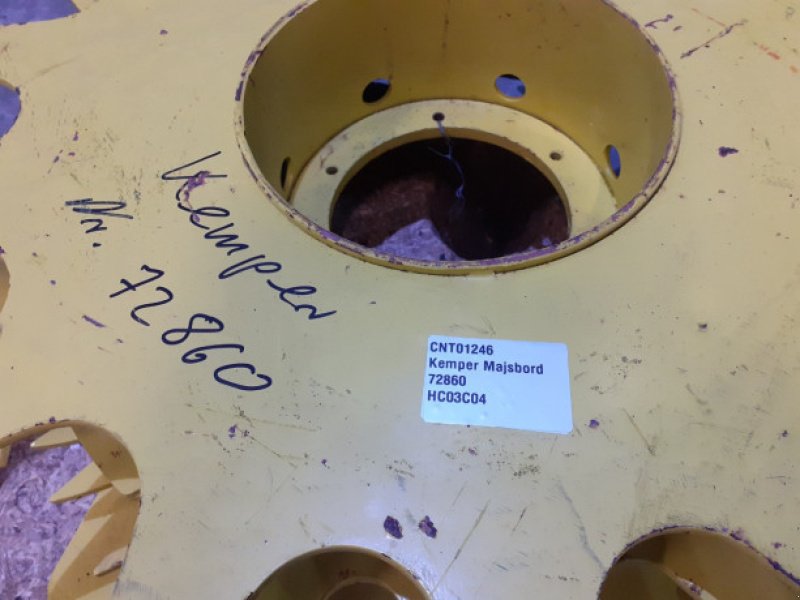 Kemper
Nr. 72860
CNT01246
Kemper Majsbord
72860
HC03C04